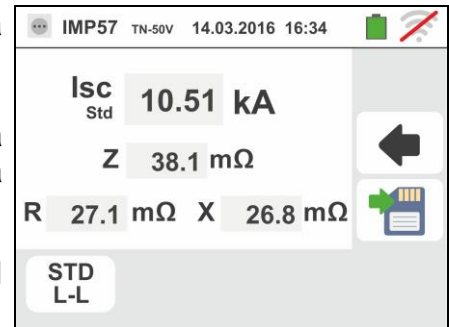 IMP57 TN-50V 14.03.2016 16:34
Isc
Std 10.51 kA
Z 38.1 mΩ
R 27.1 mΩ X 26.8 mΩ
STD
L-L